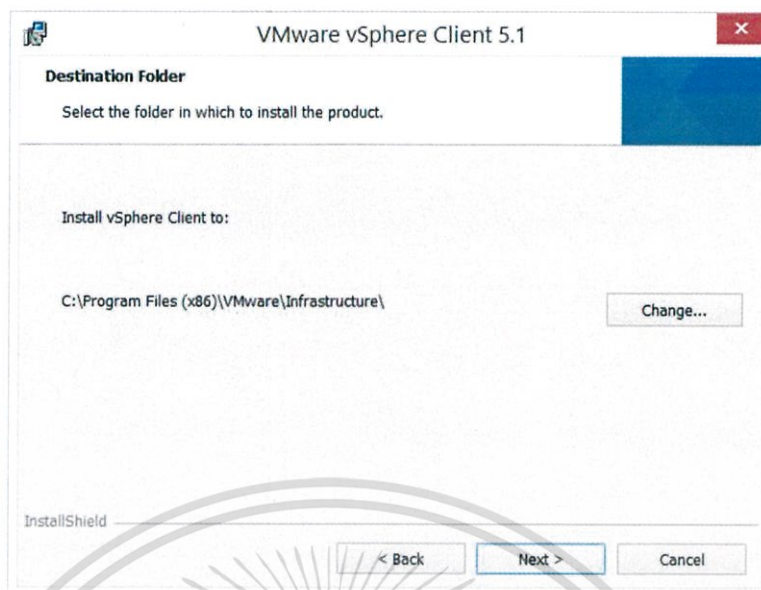 VMware vSphere Client 5.1
Destination Folder
Select the folder in which to install the product.
Install vSphere Client to:
C:\Program Files (x86)\VMware\Infrastructure\
Change...
InstallShield
< Back
Next >
Cancel